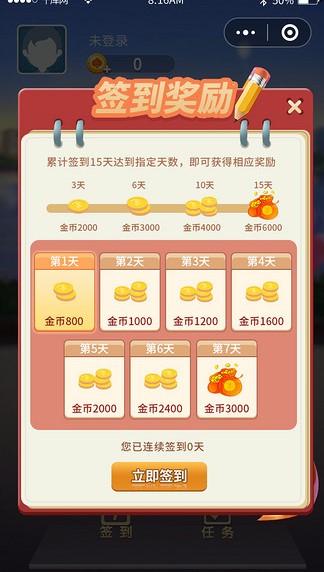 8:16AM
50%
未登录
0
签到奖励
累计签到15天达到指定天数，即可获得相应奖励
3天 6天 10天 15天
金币2000 金币3000 金币4000 金币6000
第1天 第2天 第3天 第4天
金币800 金币1000 金币1200 金币1600
第5天 第6天 第7天
金币2000 金币2400 金币3000
您已连续签到0天
立即签到
签到 任务